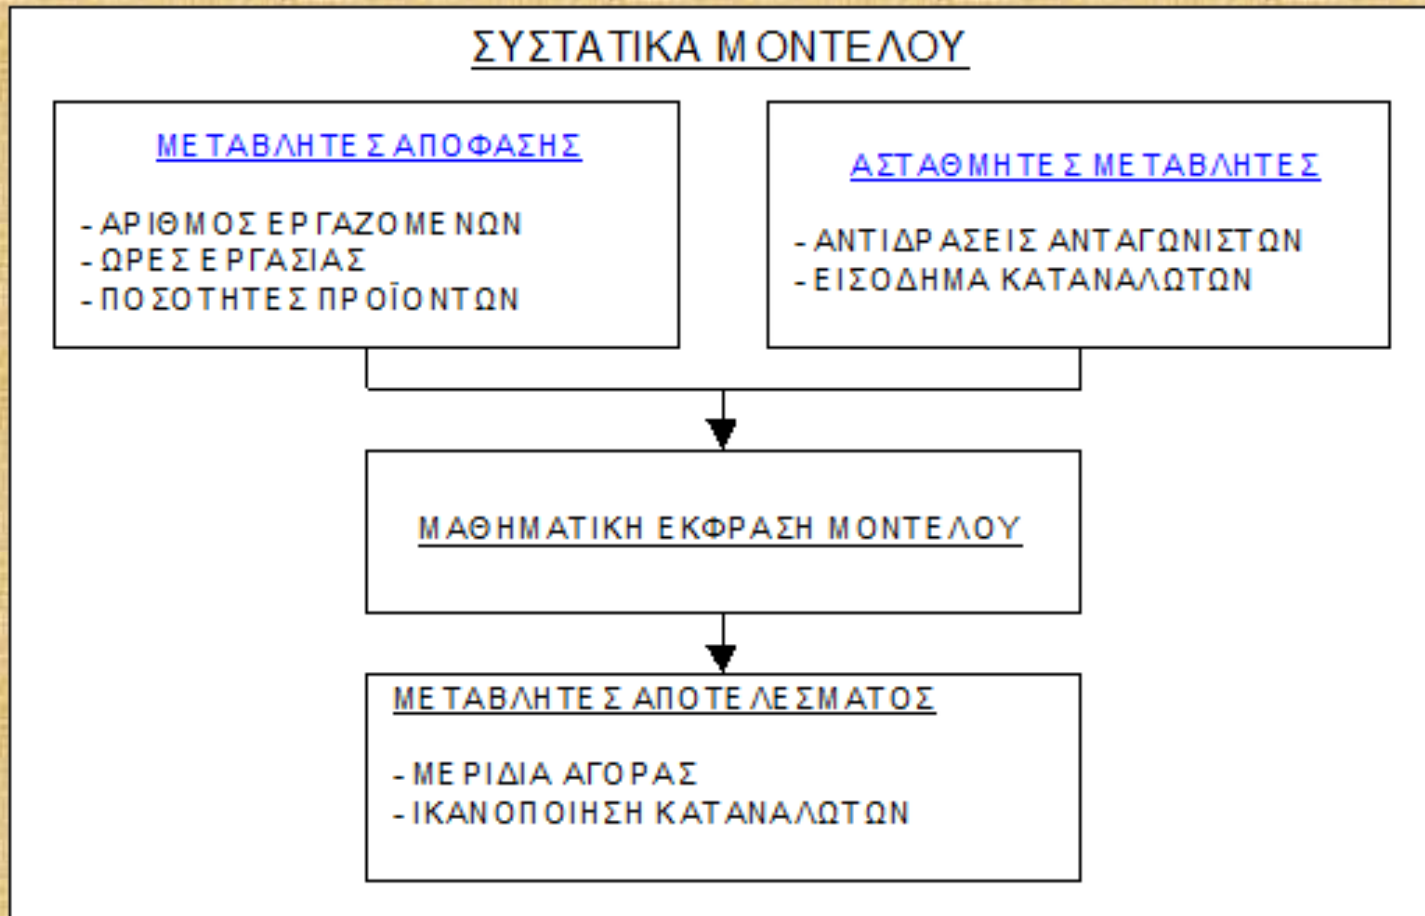 ΣΥΣΤΑΤΙΚΑ ΜΟΝΤΕΛΟΥ
ΜΕΤΑΒΛΗΤΕΣ ΑΠΟΦΑΣΗΣ
- ΑΡΙΘΜΟΣ ΕΡΓΑΖΟΜΕΝΩΝ
- ΩΡΕΣ ΕΡΓΑΣΙΑΣ
- ΠΟΣΟΤΗΤΕΣ ΠΡΟΪΟΝΤΩΝ
ΑΣΤΑΘΜΗΤΕΣ ΜΕΤΑΒΛΗΤΕΣ
- ΑΝΤΙΔΡΑΣΕΙΣ ΑΝΤΑΓΩΝΙΣΤΩΝ
- ΕΙΣΟΔΗΜΑ ΚΑΤΑΝΑΛΩΤΩΝ
ΜΑΘΗΜΑΤΙΚΗ ΕΚΦΡΑΣΗ ΜΟΝΤΕΛΟΥ
ΜΕΤΑΒΛΗΤΕΣ ΑΠΟΤΕΛΕΣΜΑΤΟΣ
- ΜΕΡΙΔΙΑ ΑΓΟΡΑΣ
- ΙΚΑΝΟΠΟΙΗΣΗ ΚΑΤΑΝΑΛΩΤΩΝ